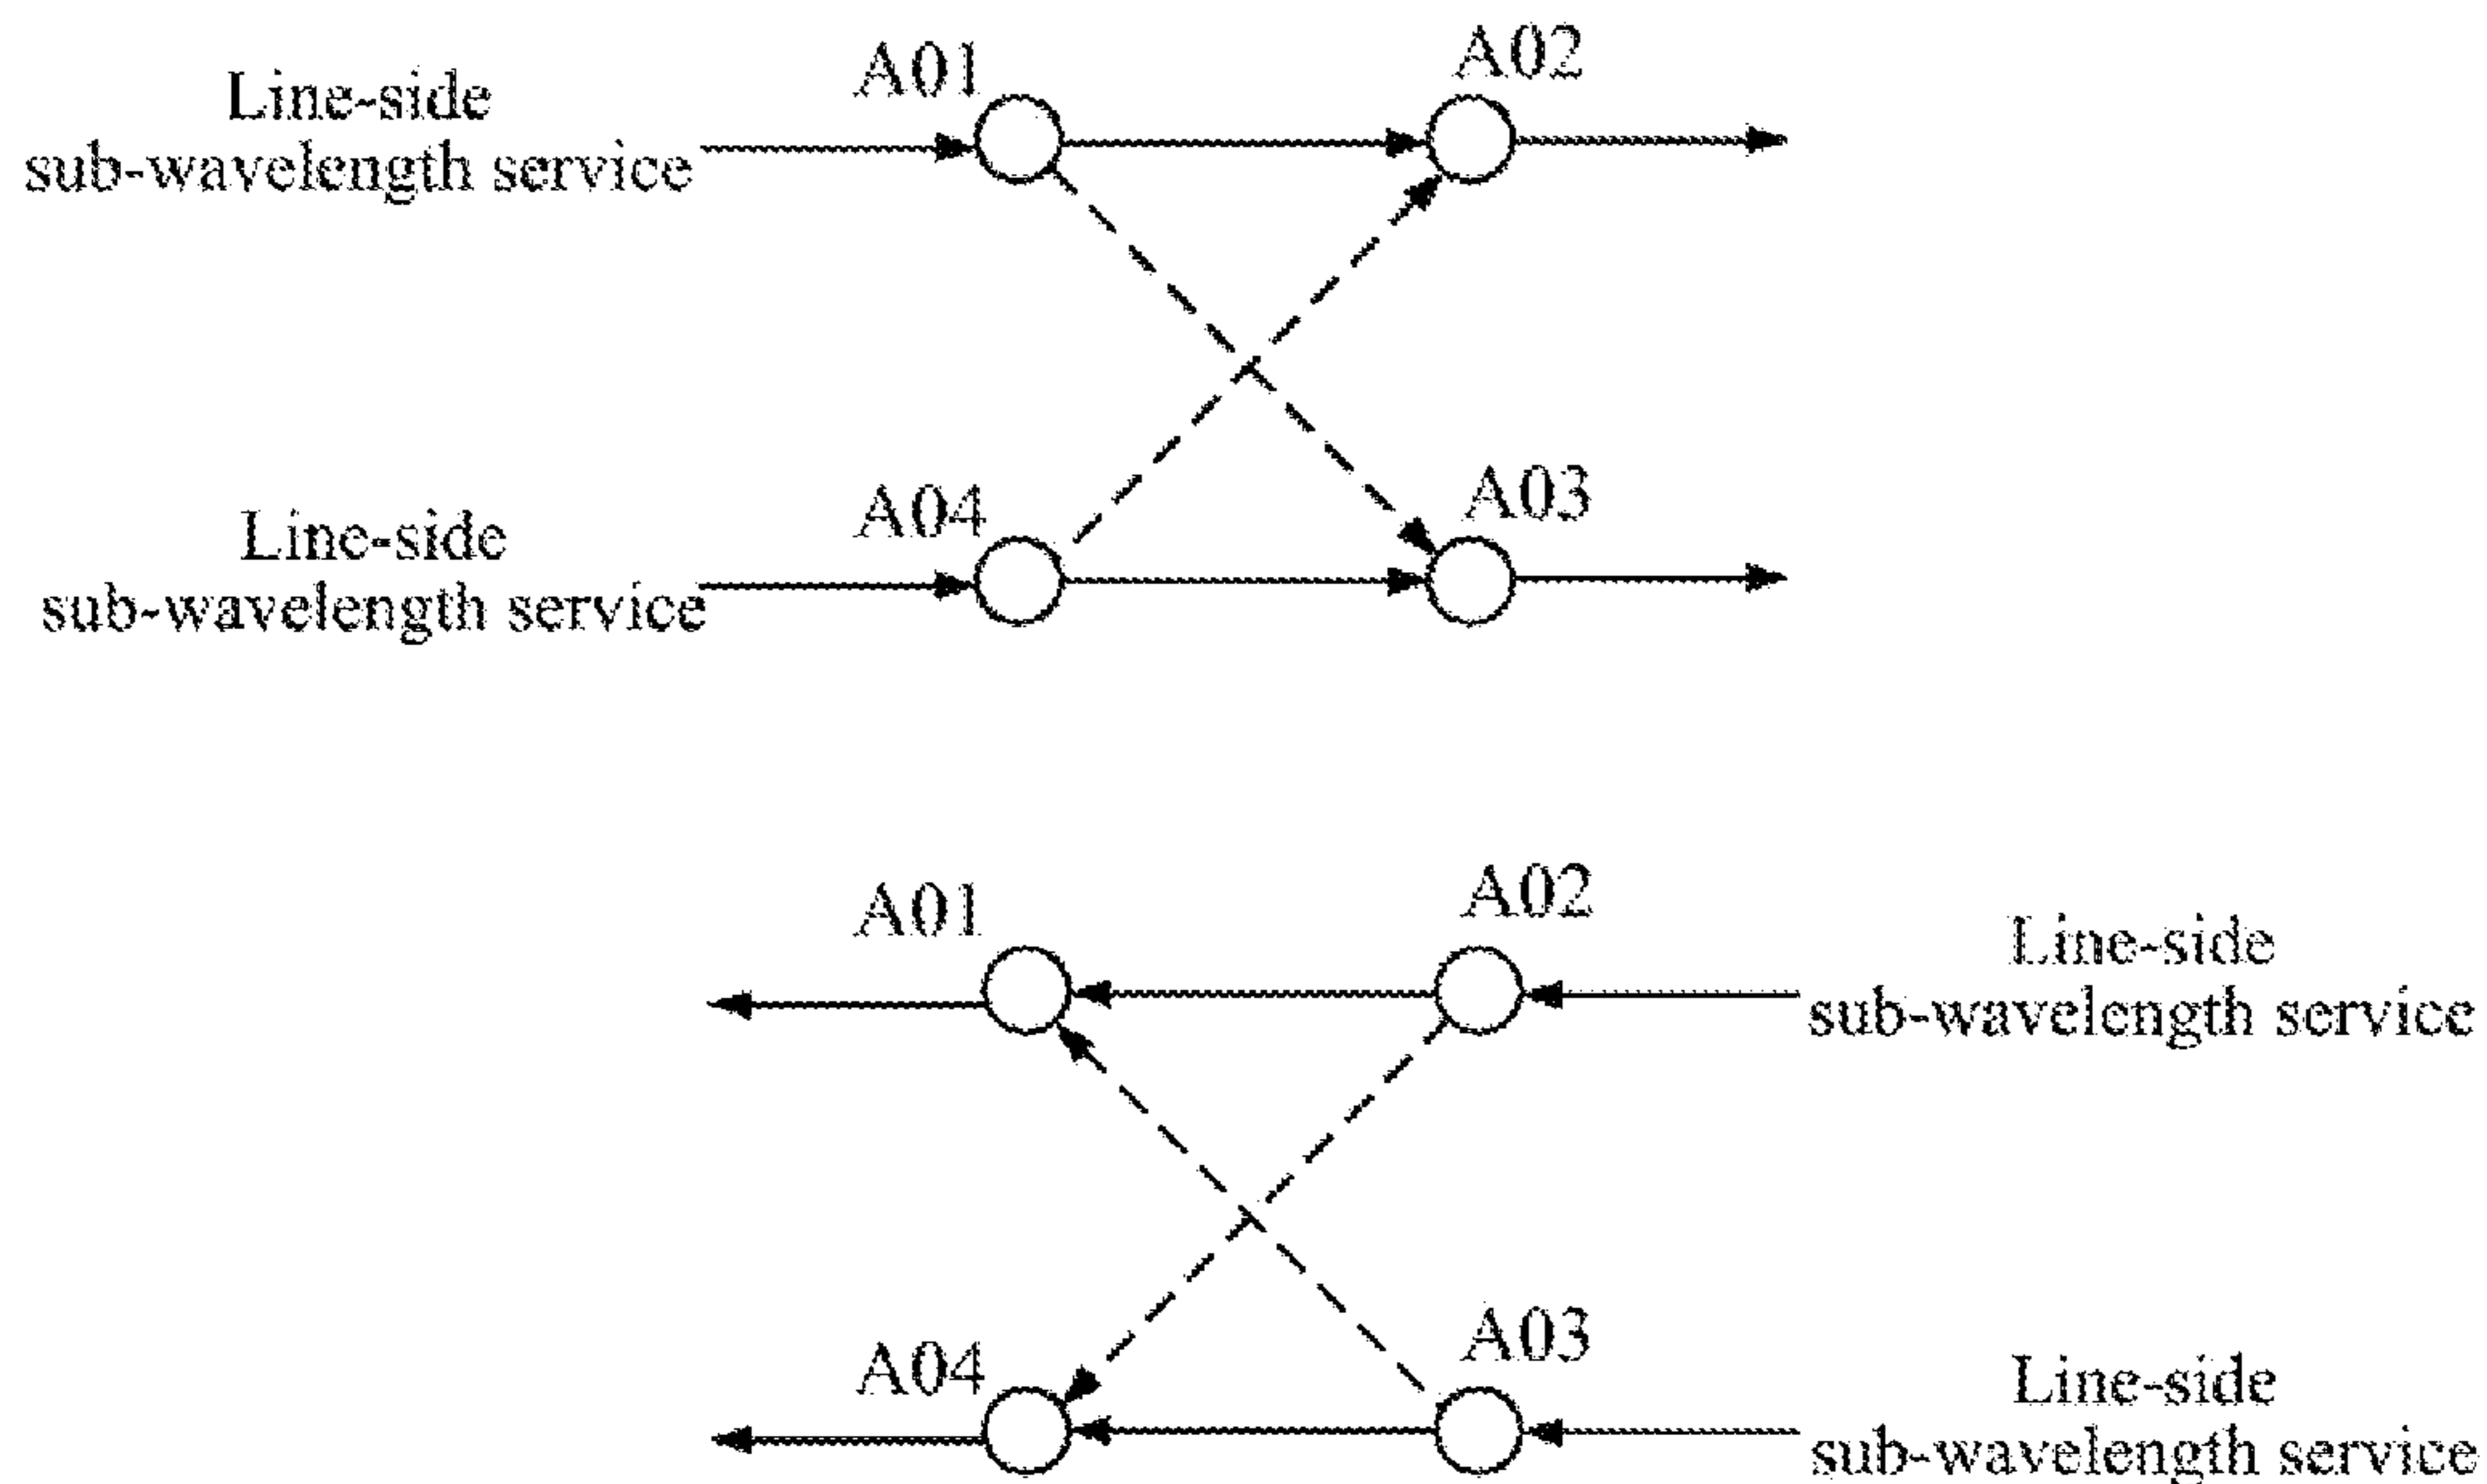 A01
A02
Line-side
sub-wavelength service
A04
A03
Line-side
sub-wavelength service
A01
A02
Line-side
sub-wavelength service
A04
A03
Line-side
sub-wavelength service